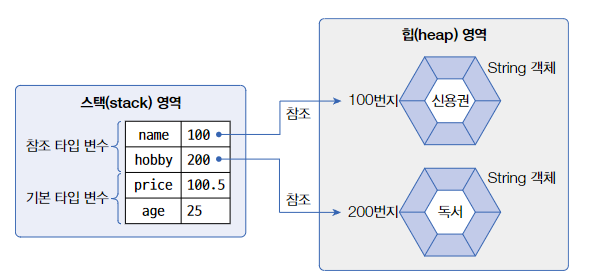 힙(heap) 영역
String 객체
스택(stack) 영역
100번지
신용권
참조
참조 타입 변수
name 100
hobby 200
String 객체
기본 타입 변수
price 100.5
age 25
참조
200번지
독서